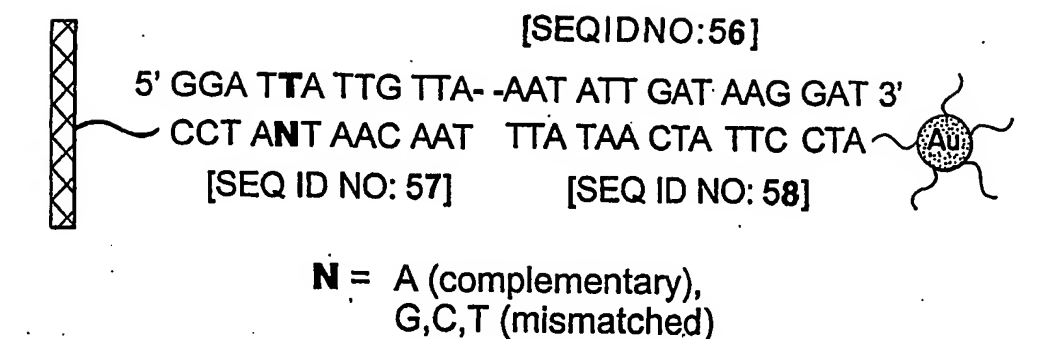 [SEQIDNO:56]
5' GGA TTA TTG TTA- -AAT ATT GAT AAG GAT 3'
CCT ANT AAC AAT TTA TAA CTA TTC CTA Au
[SEQ ID NO: 57] [SEQ ID NO: 58]
N = A (complementary),
G,C,T (mismatched)